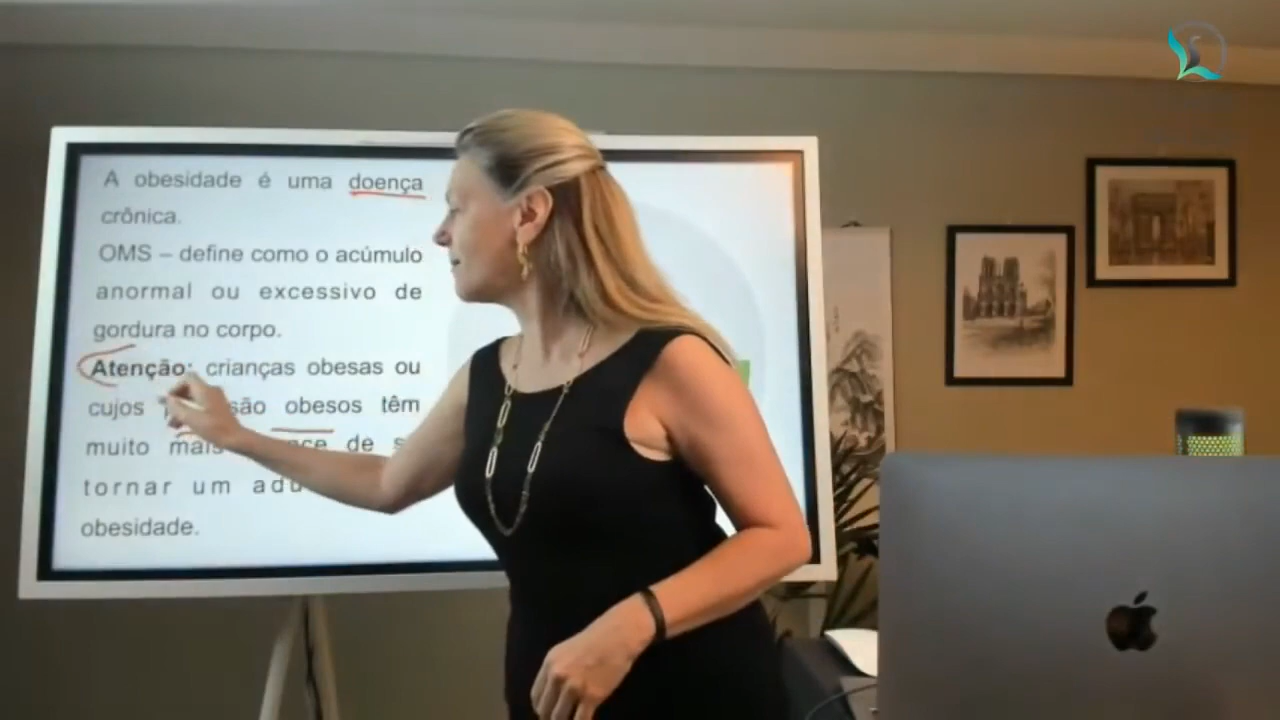 A obesidade é uma doença
crônica.
OMS – define como o acúmulo
anormal ou excessivo de
gordura no corpo.
Atenção: crianças obesas ou
cujos são obesos têm
muito mais de
tornar um
obesidade.